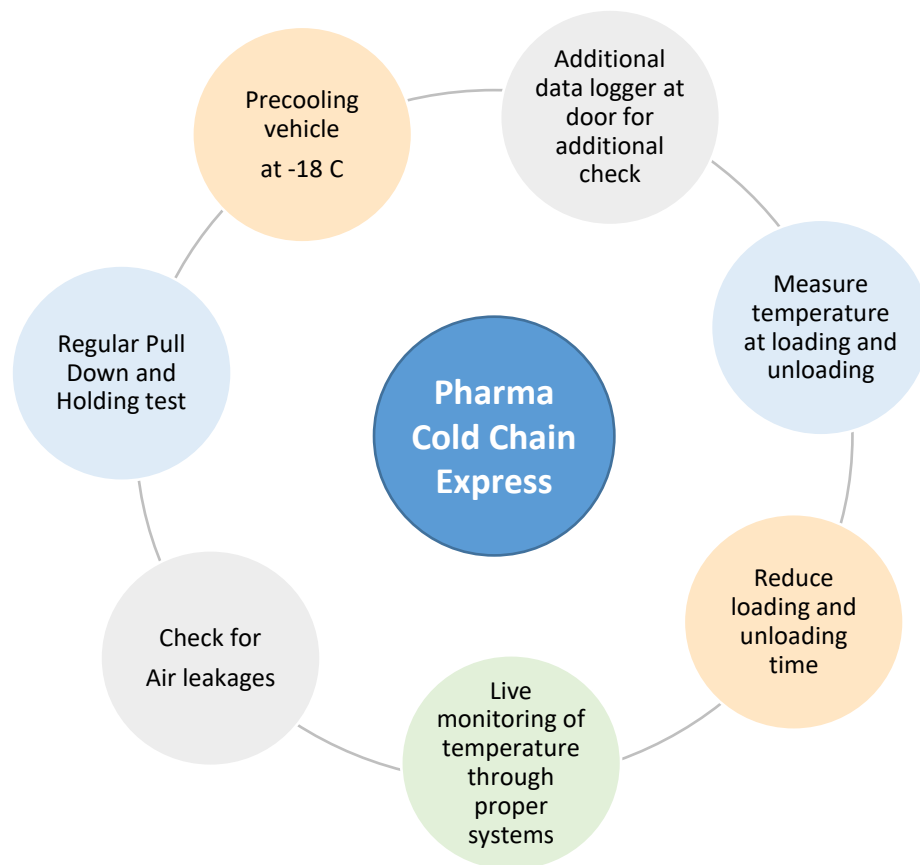 Additional
data logger at
door for
additional
check
Measure
temperature
at loading and
unloading
Reduce
loading and
unloading
time
Live
monitoring of
temperature
through
proper
systems
Check for
Air leakages
Regular Pull
Down and
Holding test
Precooling
vehicle
at -18 C
Pharma
Cold Chain
Express